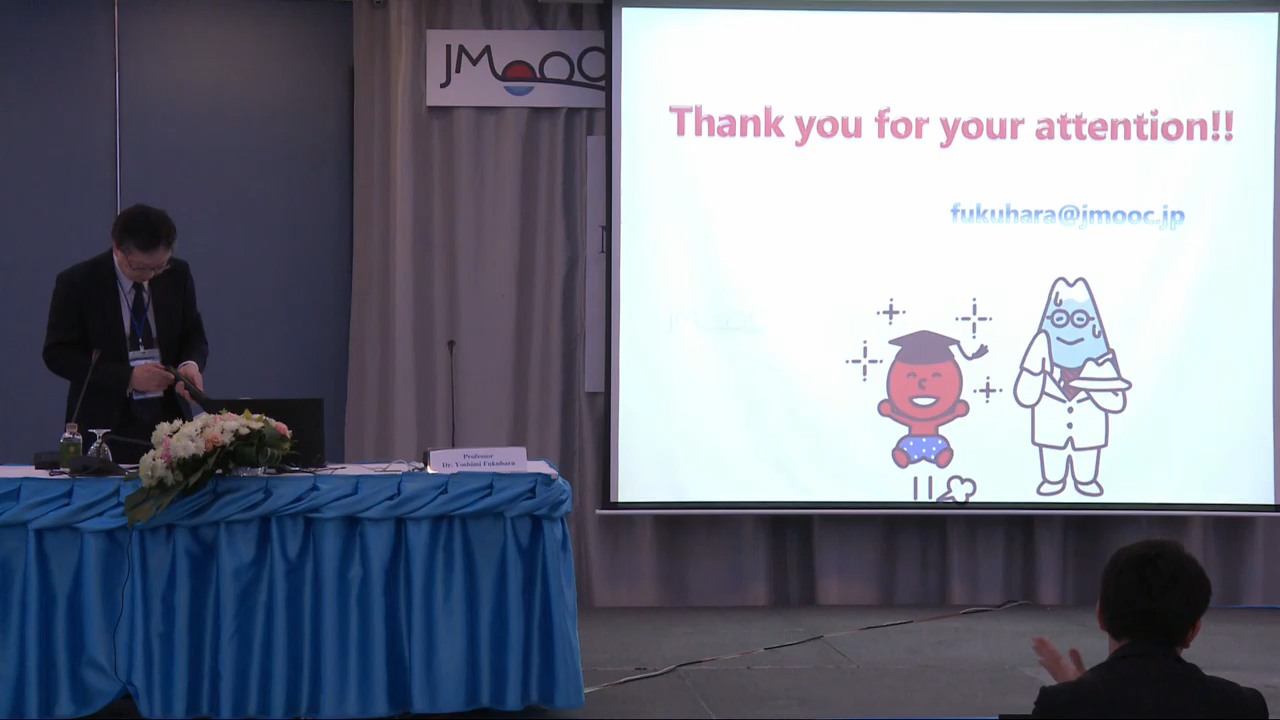 JMOOC
Thank you for your attention!!
fukuhara@jmooc.jp
Professor
Dr. Yoshimi Fukuhara